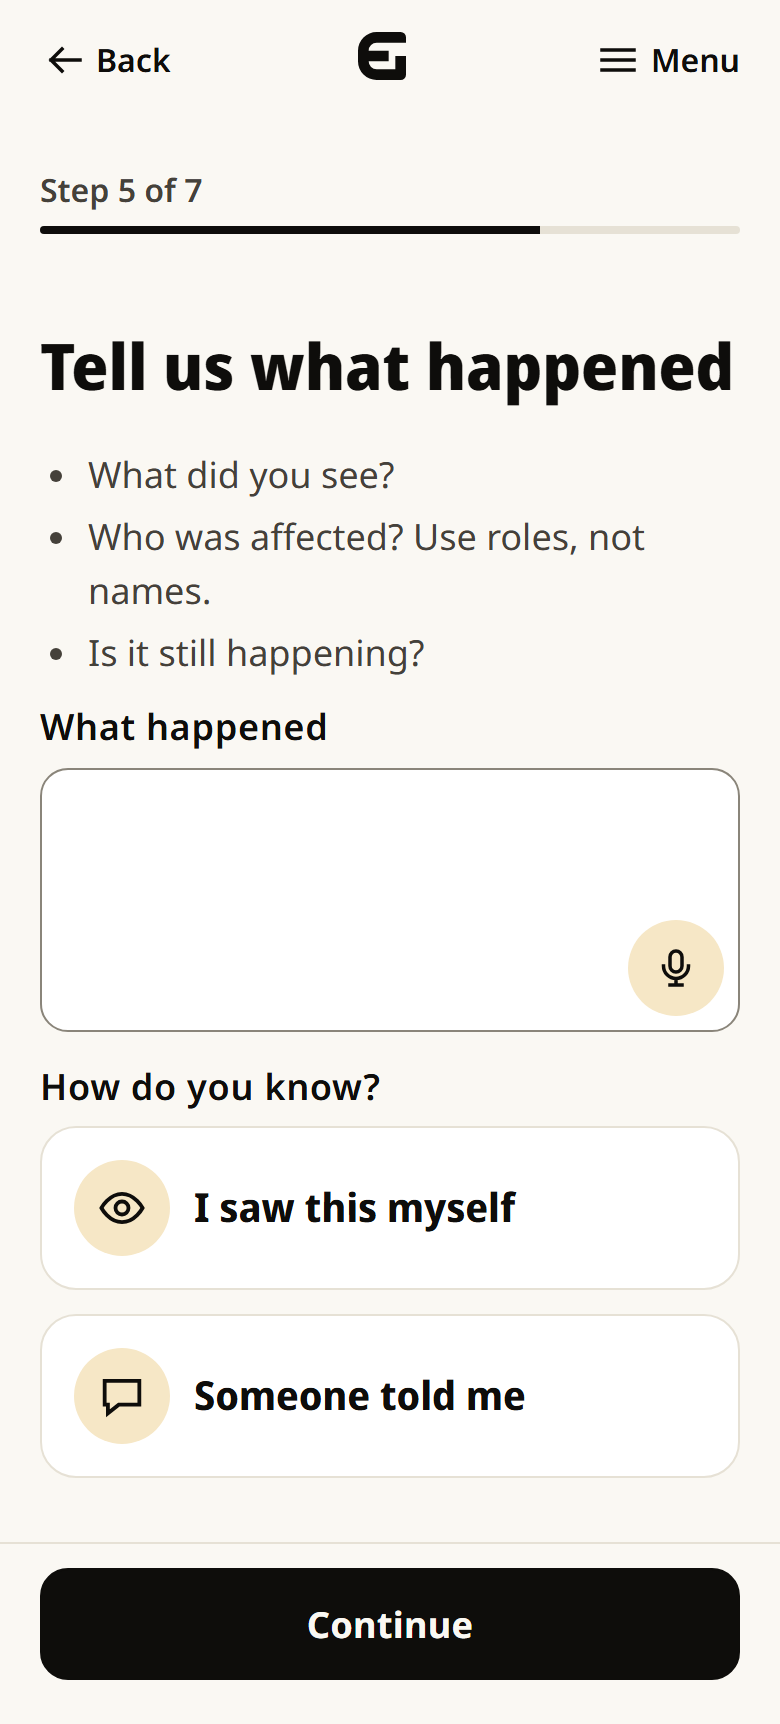 Back
Menu
Step 5 of 7
Tell us what happened
What did you see?
Who was affected? Use roles, not
names.
Is it still happening?
What happened
How do you know?
I saw this myself
Someone told me
Continue